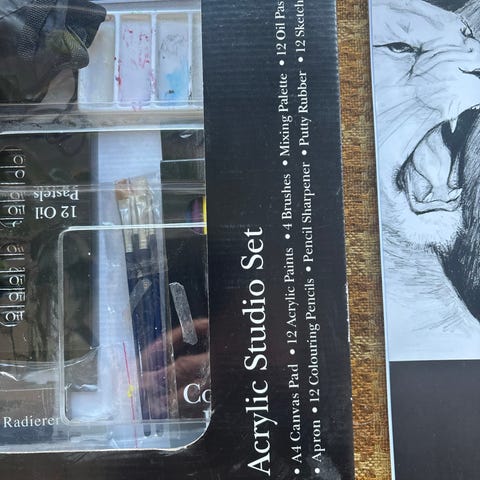 Acrylic Studio Set
• A4 Canvas Pad • 12 Acrylic Paints • 4 Brushes • Mixing Palette • 12 Oil Pas
• Apron • 12 Colouring Pencils • Pencil Sharpener • Putty Rubber • 12 Sketch
12 Oil
Pastels
Radierer
Co